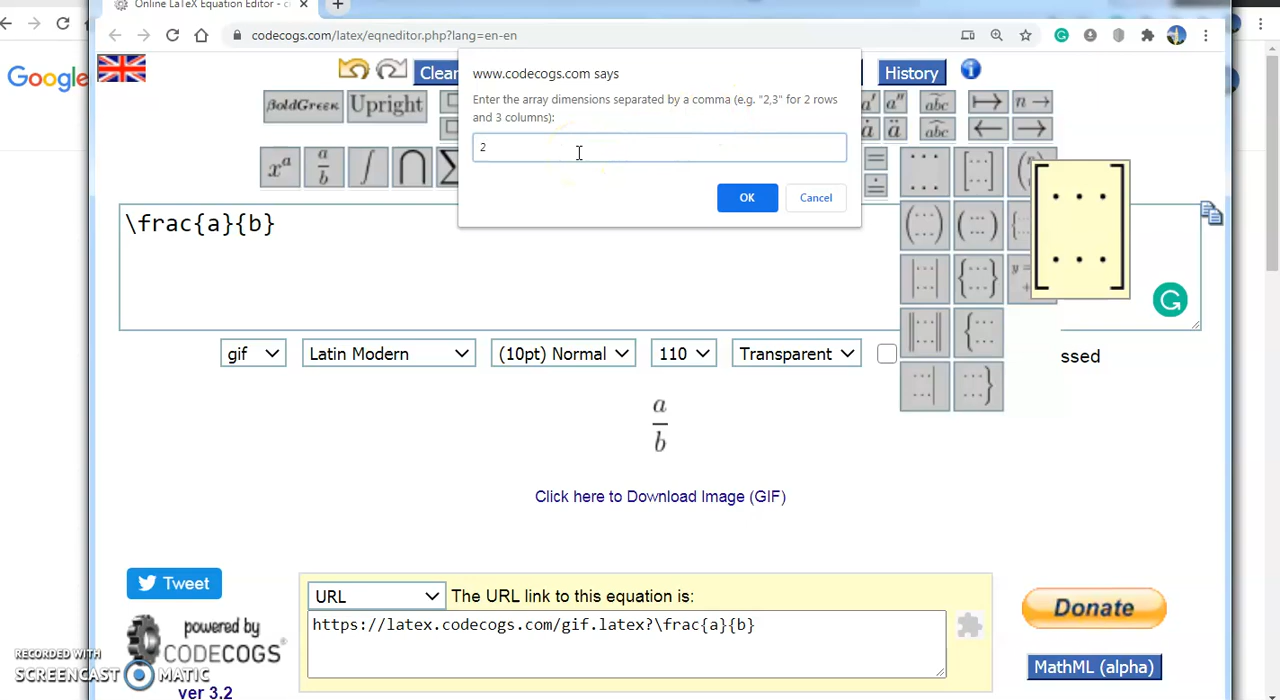 Online LaTeX Equation Editor - c
codecogs.com/latex/eqneditor.php?lang=en-en
Google
Clear
History
www.codecogs.com says
Enter the array dimensions separated by a comma (e.g. "2,3" for 2 rows
and 3 columns):
2
OK
Cancel
βoldGreεκ
Upright
a'
a''
abc
n →
abc
x^a
a/b
∫
∩
Σ
\frac{a}{b}
gif
Latin Modern
(10pt) Normal
110
Transparent
ssed
a
b
Click here to Download Image (GIF)
Tweet
URL
The URL link to this equation is:
https://latex.codecogs.com/gif.latex?\frac{a}{b}
Donate
powered by
CODECOGS
ver 3.2
MathML (alpha)
RECORDED WITH
SCREENCAST MATIC